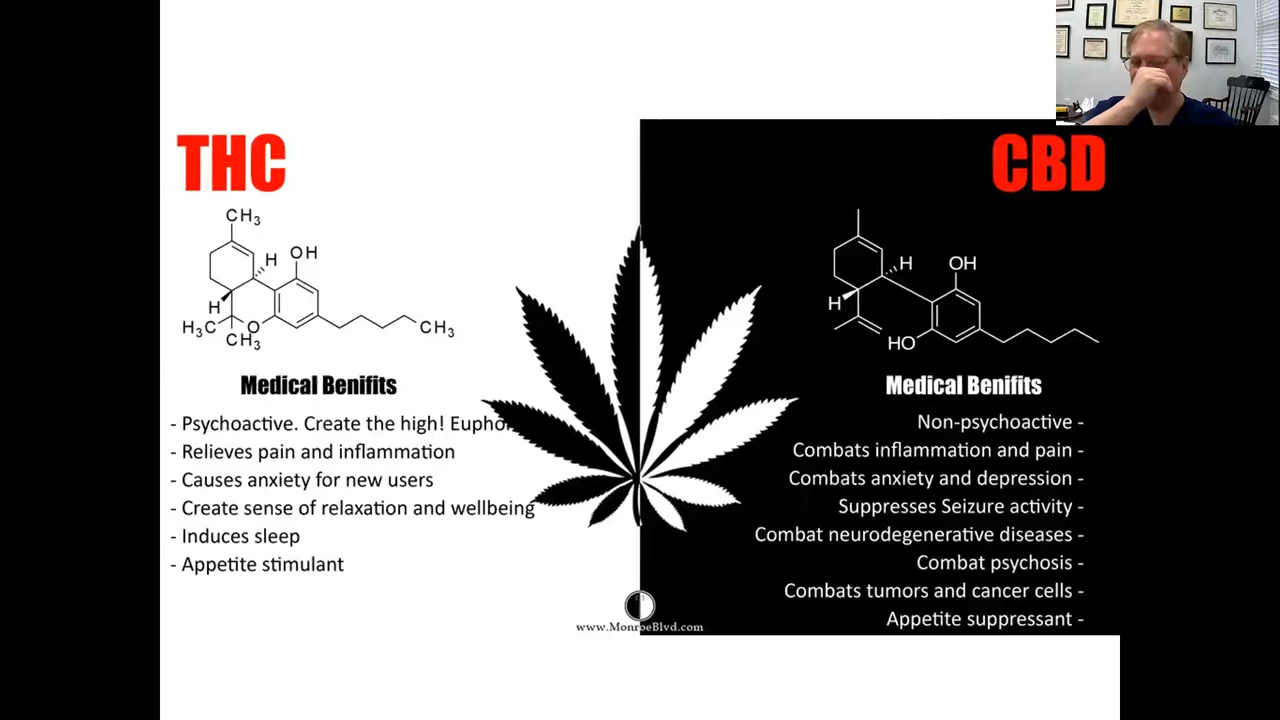 THC
CH3
H
OH
H
H3C
O
CH3
CH3
Medical Benifits
- Psychoactive. Create the high!
- Relieves pain and inflammation
- Causes anxiety for new users
- Create sense of relaxation and wellbeing
- Induces sleep
- Appetite stimulant
CBD
H
OH
H
HO
Medical Benifits
Non-psychoactive -
Combats inflammation and pain -
Combats anxiety and depression -
Suppresses Seizure activity -
Combat neurodegenerative diseases -
Combat psychosis -
Combats tumors and cancer cells -
Appetite suppressant -
www.MonroeBlvd.com